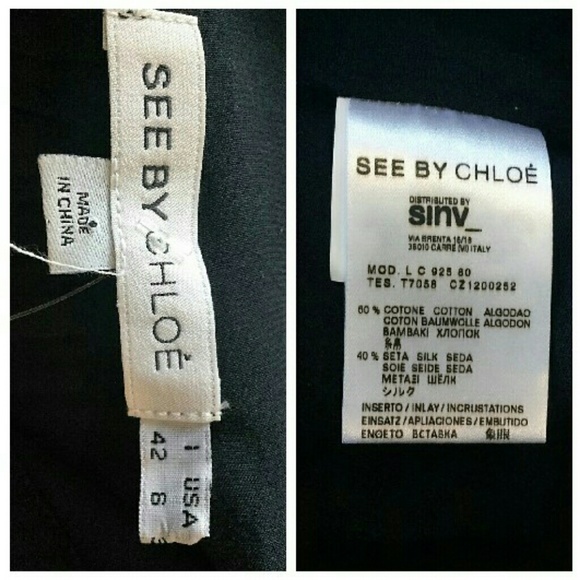 SEE BY CHLOÉ
MADE
IN CHINA
I USA
42 6
SEE BY CHLOÉ
DISTRIBUTED BY
sinv_
VIA BRENTA 16/18
36010 CARRE (VI) ITALY
MOD. L C 925 60
TES. T7058 CZ1200252
60 % COTONE COTTON ALGODAO
COTON BAUMWOLLE ALGODON
BAMBAKI ХЛОПОК
40 % SETA SILK SEDA
SOIE SEIDE SEDA
METAΞI ШЁЛК
シルク
INSERTO / INLAY / INCRUSTATIONS
EINSATZ / APLIACIONES / EMBUTIDO
ENOETO ВСТАВКА